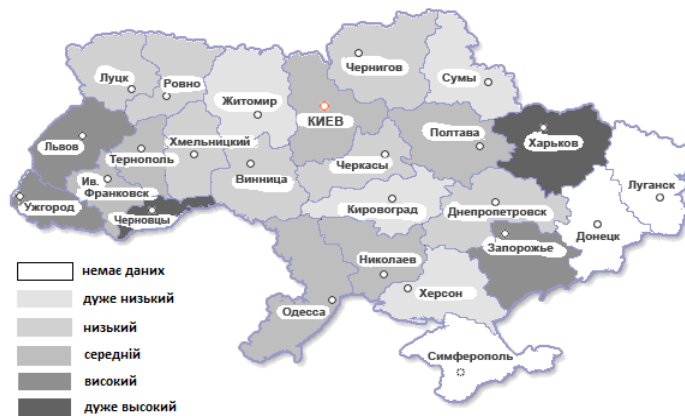 Чернигов
Сумы
Луцк
Ровно
Житомир
КИЕВ
Львов
Тернополь
Хмельницкий
Винница
Черкасы
Полтава
Харьков
Луганск
Ужгород
Ив.
Франковск
Черновцы
Кировоград
Днепропетровск
Донецк
Запорожье
Николаев
Одесса
Херсон
Симферополь
немає даних
дуже низький
низький
середній
високий
дуже высокий